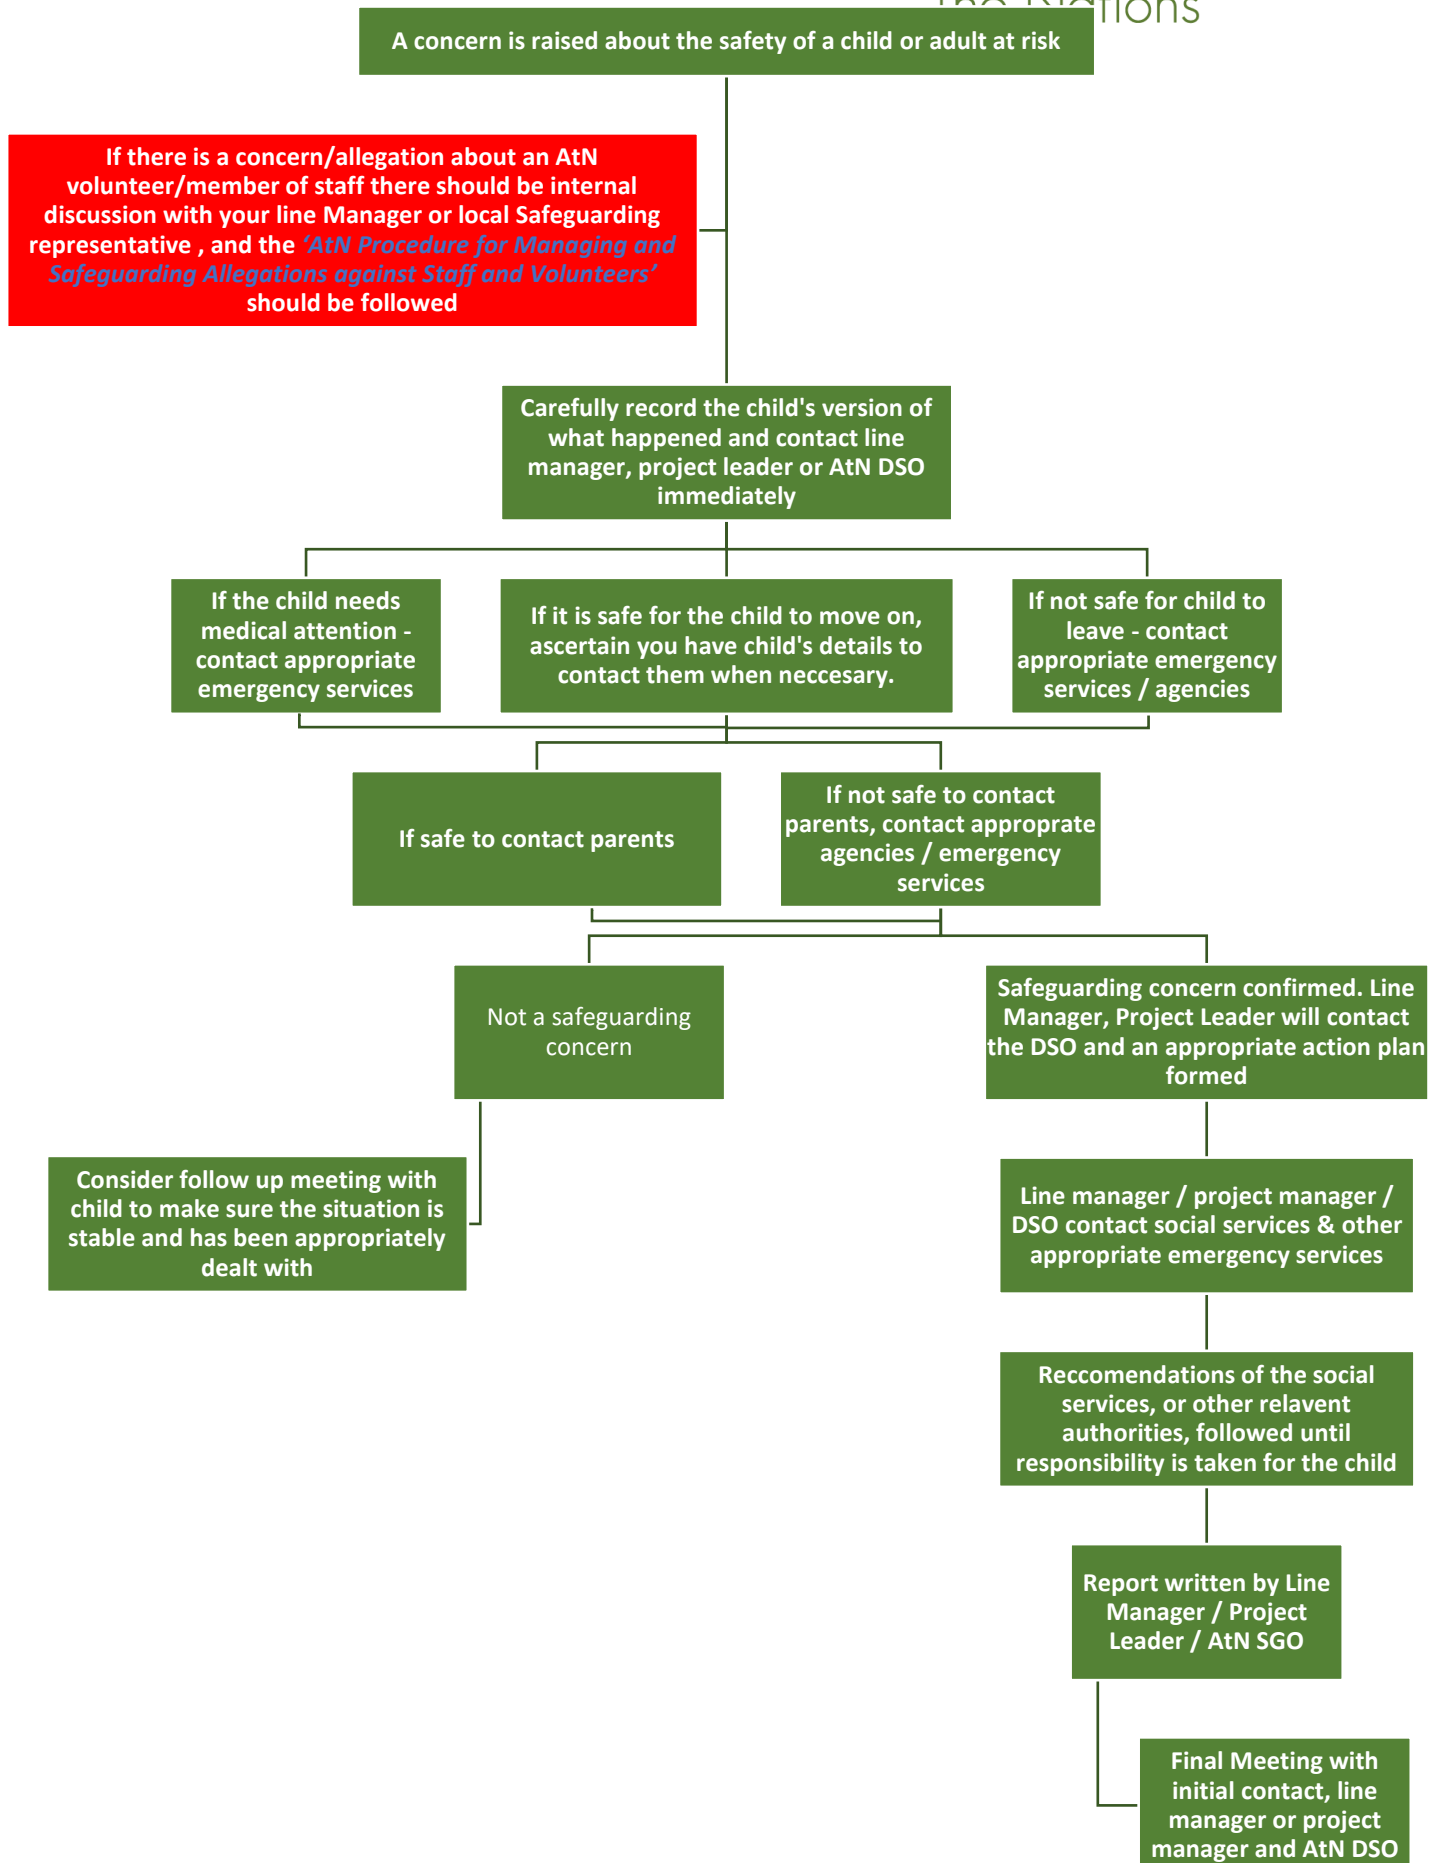 the Nations
A concern is raised about the safety of a child or adult at risk
If there is a concern/allegation about an AtN
volunteer/member of staff there should be internal
discussion with your line Manager or local Safeguarding
representative , and the ‘AtN Procedure for Managing and
Safeguarding Allegations against Staff and Volunteers’
should be followed
Carefully record the child's version of
what happened and contact line
manager, project leader or AtN DSO
immediately
If the child needs
medical attention -
contact appropriate
emergency services
If it is safe for the child to move on,
ascertain you have child's details to
contact them when neccesary.
If not safe for child to
leave - contact
appropriate emergency
services / agencies
If safe to contact parents
If not safe to contact
parents, contact approprate
agencies / emergency
services
Not a safeguarding
concern
Safeguarding concern confirmed. Line
Manager, Project Leader will contact
the DSO and an appropriate action plan
formed
Consider follow up meeting with
child to make sure the situation is
stable and has been appropriately
dealt with
Line manager / project manager /
DSO contact social services & other
appropriate emergency services
Reccomendations of the social
services, or other relavent
authorities, followed until
responsibility is taken for the child
Report written by Line
Manager / Project
Leader / AtN SGO
Final Meeting with
initial contact, line
manager or project
manager and AtN DSO